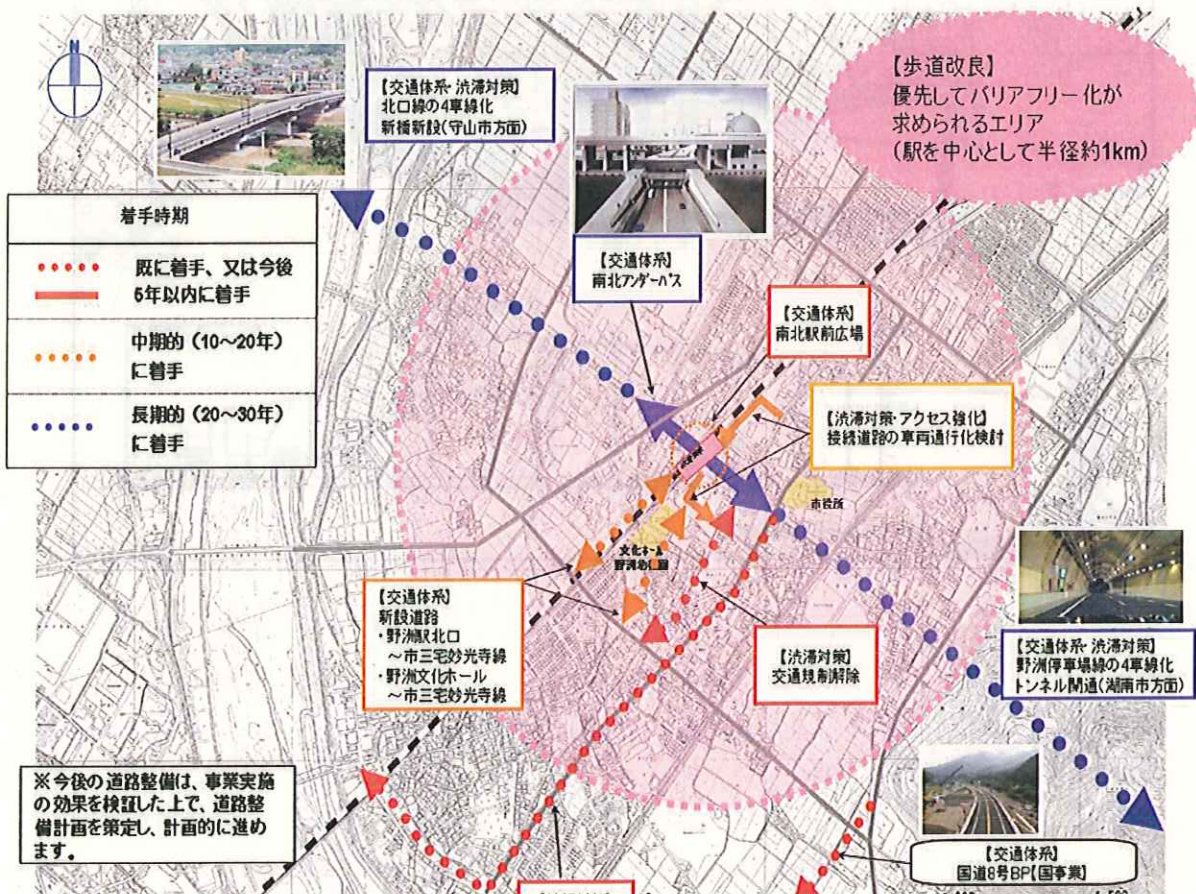 N
【交通体系・渋滞対策】
北口線の4車線化
新橋新設(守山市方面)
【歩道改良】
優先してバリアフリー化が
求められるエリア
(駅を中心として半径約1km)
着手時期
既に着手、又は今後
5年以内に着手
中期的(10~20年)
に着手
長期的(20~30年)
に着手
【交通体系】
南北アンダーパス
【交通体系】
南北駅前広場
【渋滞対策・アクセス強化】
接続道路の車両通行化検討
市役所
文化ホール
野洲幼稚園
【交通体系】
新設道路
・野洲駅北口
~市三宅妙光寺線
・野洲文化ホール
~市三宅妙光寺線
【渋滞対策】
交通規制解除
【交通体系・渋滞対策】
野洲停車場線の4車線化
トンネル開通(湖南市方面)
※今後の道路整備は、事業実施
の効果を検証した上で、道路整
備計画を策定し、計画的に進め
ます。
【交通体系】
国道8号BP【国事業】